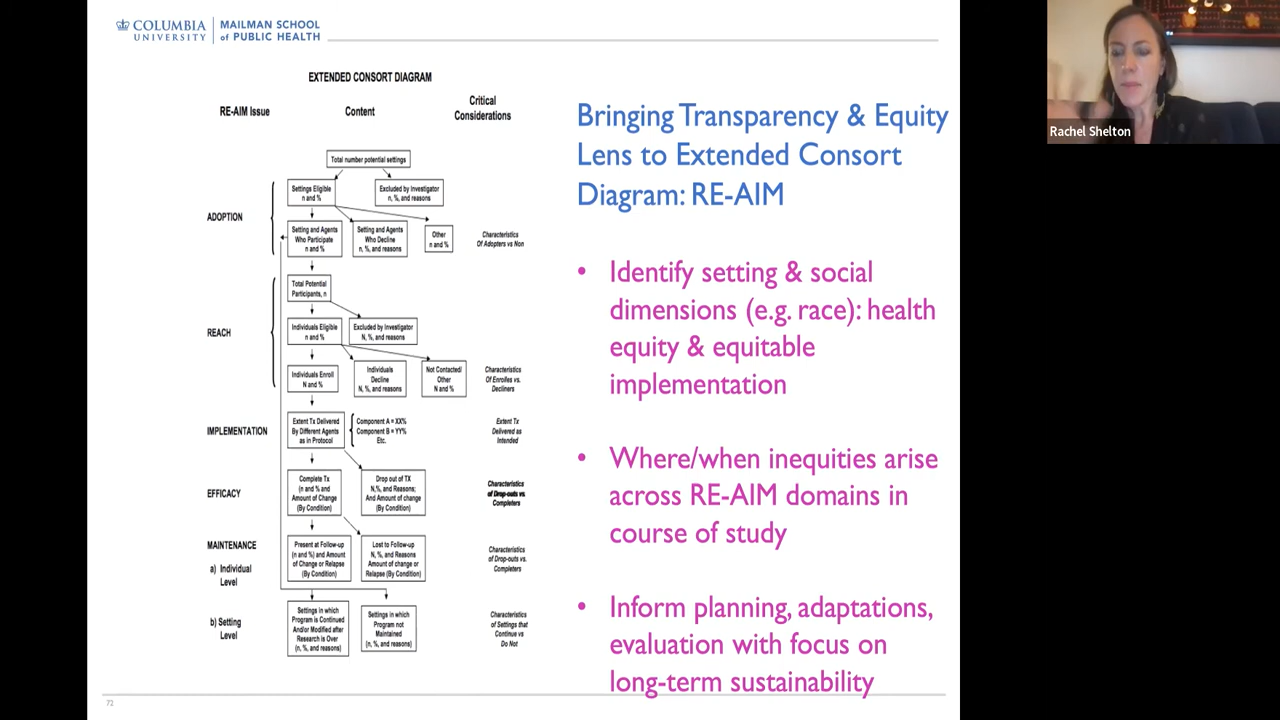 COLUMBIA UNIVERSITY
MAILMAN SCHOOL of PUBLIC HEALTH
EXTENDED CONSORT DIAGRAM
RE-AIM Issue
Content
Critical
Considerations
Total number potential settings
ADOPTION
Settings Eligible
n and %
Excluded by Investigator
n, %, and reasons
Setting and Agents
Who Participate
n and %
Setting and Agents
Who Decline
n, %, and reasons
Other
n and %
Characteristics
Of Adopters vs Non
REACH
Total Potential
Participants, n
Individuals Eligible
n and %
Excluded by Investigator
N, %, and reasons
Individuals Enroll
N and %
Individuals
Decline
N, %, and reasons
Not Contacted/
Other
N and %
Characteristics
Of Enrolles vs.
Decliners
IMPLEMENTATION
Extent Tx Delivered
By Different Agents
as in Protocol
Component A = XX%
Component B = YY%
Etc.
Extent Tx
Delivered as
Intended
EFFICACY
Complete Tx
(n and % and
Amount of Change
(By Condition)
Drop out of TX
N,%, and Reasons;
And Amount of change
(By Condition)
Characteristics
of Drop-outs vs.
Completers
MAINTENANCE
a) Individual
Level
Present at Follow-up
(n and %) and Amount
of Change or Relapse
(By Condition)
Lost to Follow-up
N, %, and Reasons
Amount of change or
Relapse (By Condition)
Characteristics
of Drop-outs vs.
Completers
b) Setting
Level
Settings in which
Program is Continued
And/or Modified after
Research is Over
(n, %, and reasons)
Settings in which
Program not
Maintained
(n, %, and reasons)
Characteristics
of Settings that
Continue vs
Do Not
Bringing Transparency & Equity
Lens to Extended Consort
Diagram: RE-AIM
• Identify setting & social
dimensions (e.g. race): health
equity & equitable
implementation
• Where/when inequities arise
across RE-AIM domains in
course of study
• Inform planning, adaptations,
evaluation with focus on
long-term sustainability
72
Rachel Shelton